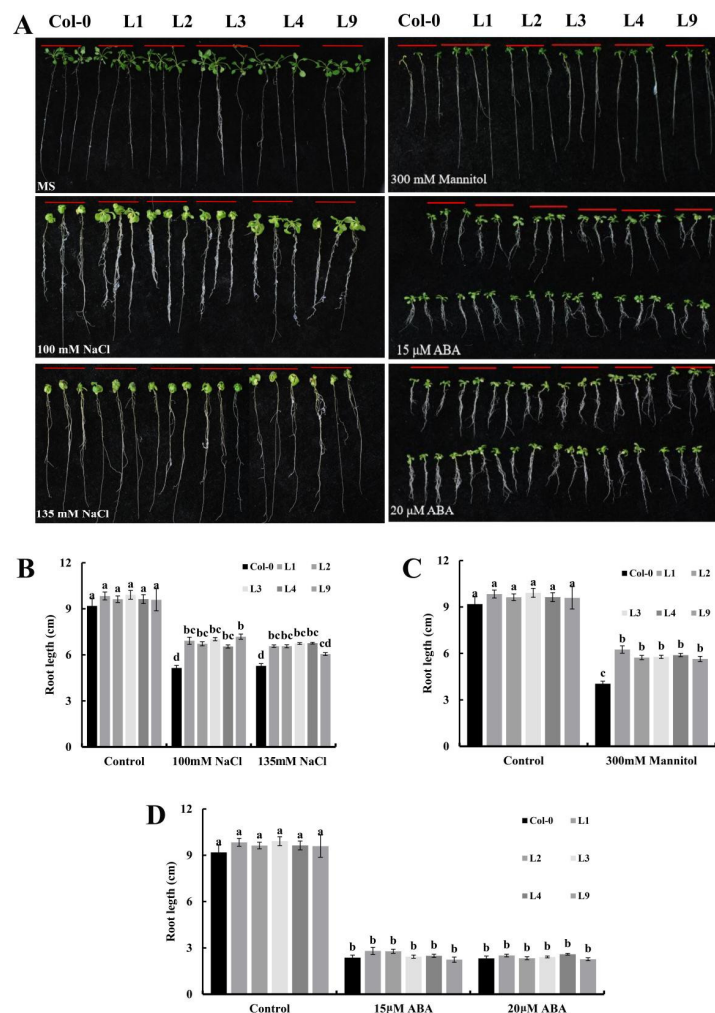 A Col-0 L1 L2 L3 L4 L9 Col-0 L1 L2 L3 L4 L9
MS
300 mM Mannitol
100 mM NaCl
15 µM ABA
135 mM NaCl
20 µM ABA
B
12
9
6
3
0
Root legth (cm)
Col-0 L1 L2
L3 L4 L9
a a a a a a
d bc bc bc bc b
d bc bc bc bc cd
Control 100mM NaCl 135mM NaCl
C
12
9
6
3
0
Root legth (cm)
Col-0 L1 L2
L3 L4 L9
a a a a a a
c b b b b b
Control 300mM Mannitol
D
12
9
6
3
0
Root legth (cm)
Col-0 L1
L2 L3
L4 L9
a a a a a a
b b b b b b
b b b b b b
Control 15µM ABA 20µM ABA